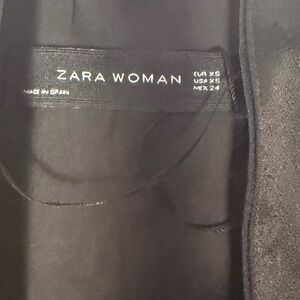 ZARA WOMAN
EUR XS
USA XS
MEX 24
MADE IN SPAIN